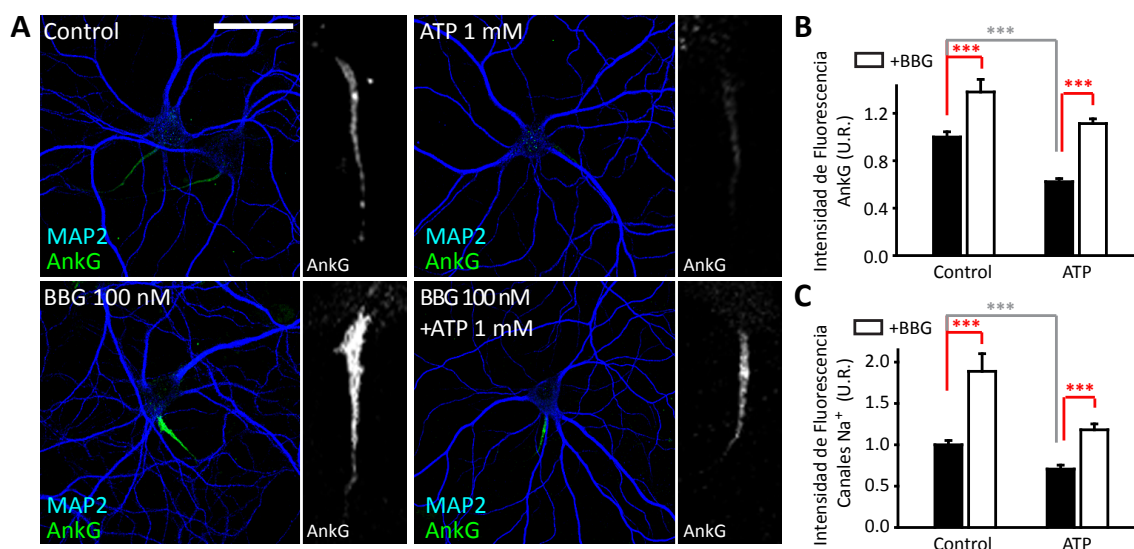 A
Control
MAP2
AnkG
AnkG
ATP 1 mM
MAP2
AnkG
AnkG
BBG 100 nM
MAP2
AnkG
AnkG
BBG 100 nM
+ATP 1 mM
MAP2
AnkG
AnkG
B
***
+BBG
***
***
Intensidad de Fluorescencia
AnkG (U.R.)
1.2
0.8
0.4
0.0
Control
ATP
C
***
+BBG
***
***
Intensidad de Fluorescencia
Canales Na⁺ (U.R.)
2.0
1.5
1.0
0.5
0.0
Control
ATP